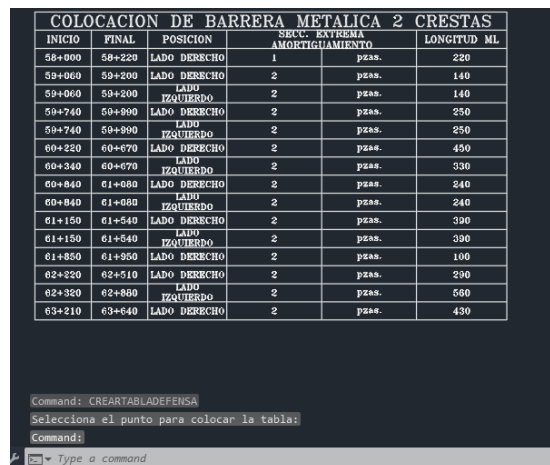 COLOCACION DE BARRERA METALICA 2 CRESTAS
INICIO FINAL POSICION SECC. EXTREMA AMORTIGUAMIENTO LONGITUD ML
58+000 58+220 LADO DERECHO 1 pzas. 220
59+060 59+200 LADO DERECHO 2 pzas. 140
59+060 59+200 LADO IZQUIERDO 2 pzas. 140
59+740 59+990 LADO DERECHO 2 pzas. 250
59+740 59+990 LADO IZQUIERDO 2 pzas. 250
60+220 60+670 LADO DERECHO 2 pzas. 450
60+340 60+670 LADO IZQUIERDO 2 pzas. 330
60+840 61+080 LADO DERECHO 2 pzas. 240
60+840 61+080 LADO IZQUIERDO 2 pzas. 240
61+150 61+540 LADO DERECHO 2 pzas. 390
61+150 61+540 LADO IZQUIERDO 2 pzas. 390
61+850 61+950 LADO DERECHO 2 pzas. 100
62+220 62+510 LADO DERECHO 2 pzas. 290
62+320 62+880 LADO IZQUIERDO 2 pzas. 560
63+210 63+640 LADO DERECHO 2 pzas. 430
Command: CREARTABLADEFENSA
Selecciona el punto para colocar la tabla:
Command:
Type a command